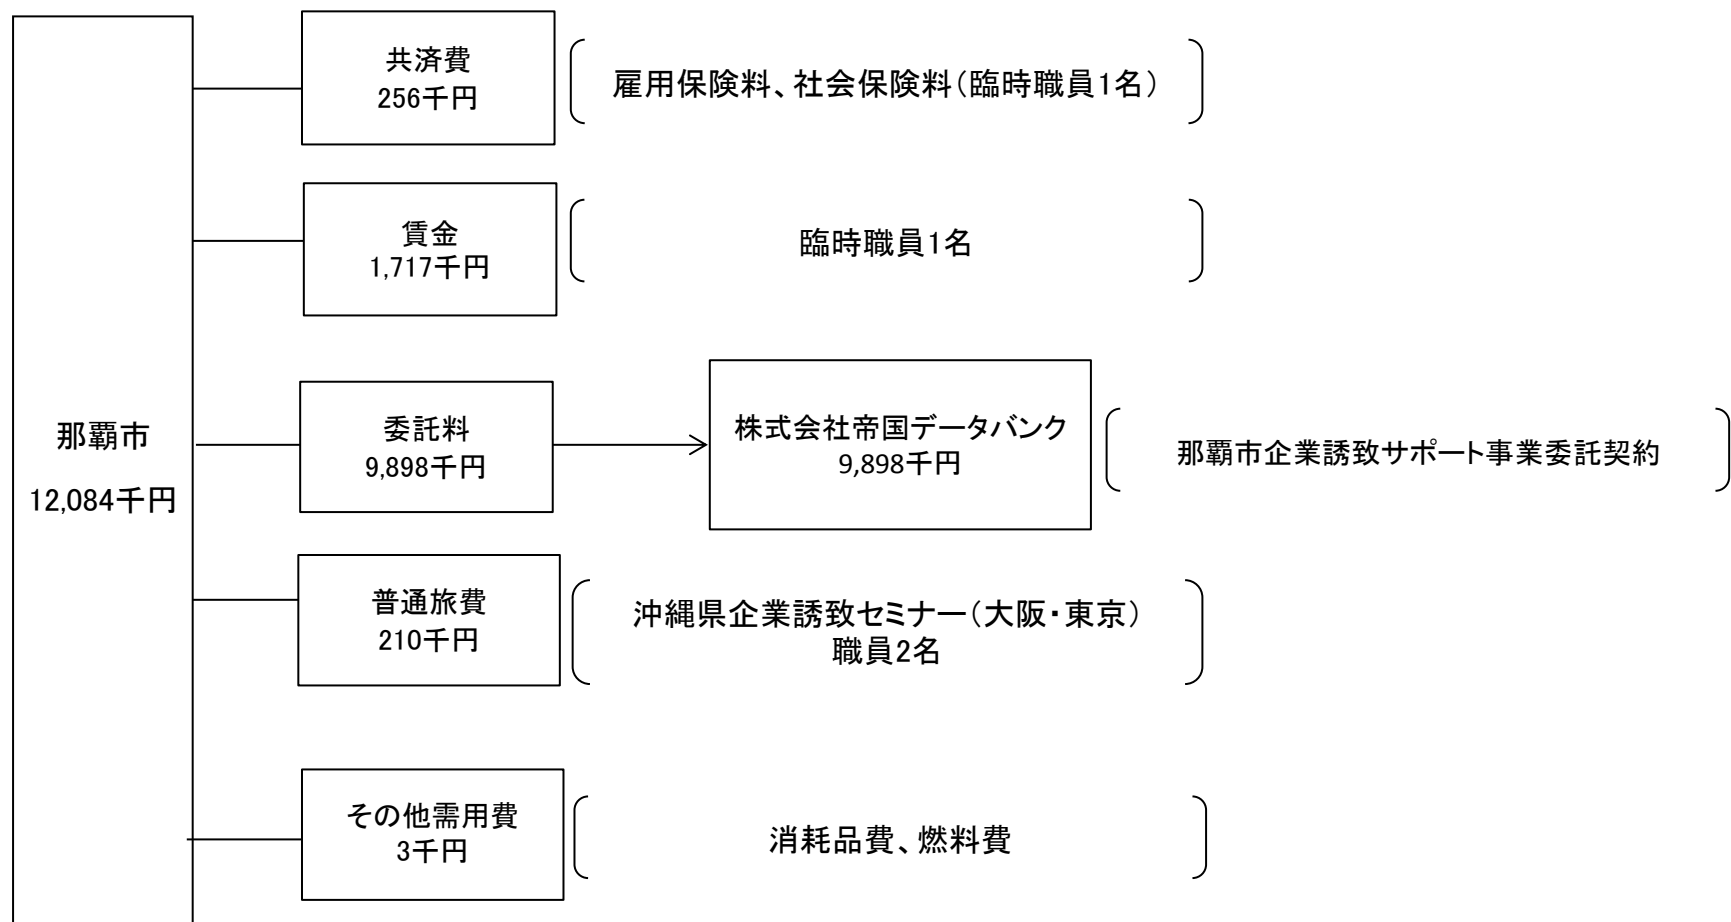 共済費
256千円
雇用保険料、社会保険料(臨時職員1名)
賃金
1,717千円
臨時職員1名
那覇市
12,084千円
委託料
9,898千円
株式会社帝国データバンク
9,898千円
那覇市企業誘致サポート事業委託契約
普通旅費
210千円
沖縄県企業誘致セミナー(大阪・東京)
職員2名
その他需用費
3千円
消耗品費、燃料費